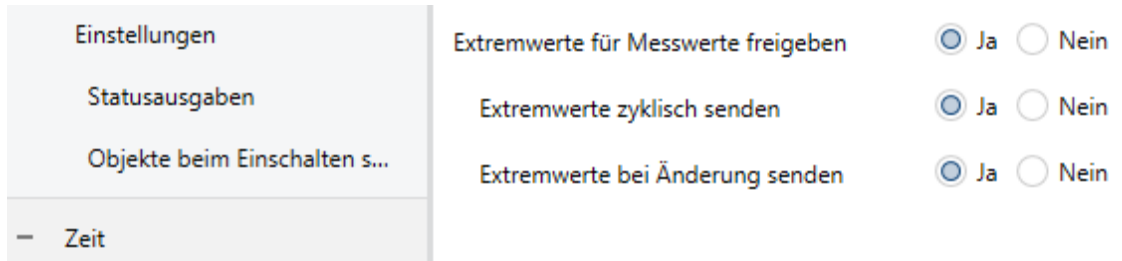 Einstellungen
Statusausgaben
Objekte beim Einschalten s...
– Zeit
Extremwerte für Messwerte freigeben Ja Nein
Extremwerte zyklisch senden Ja Nein
Extremwerte bei Änderung senden Ja Nein